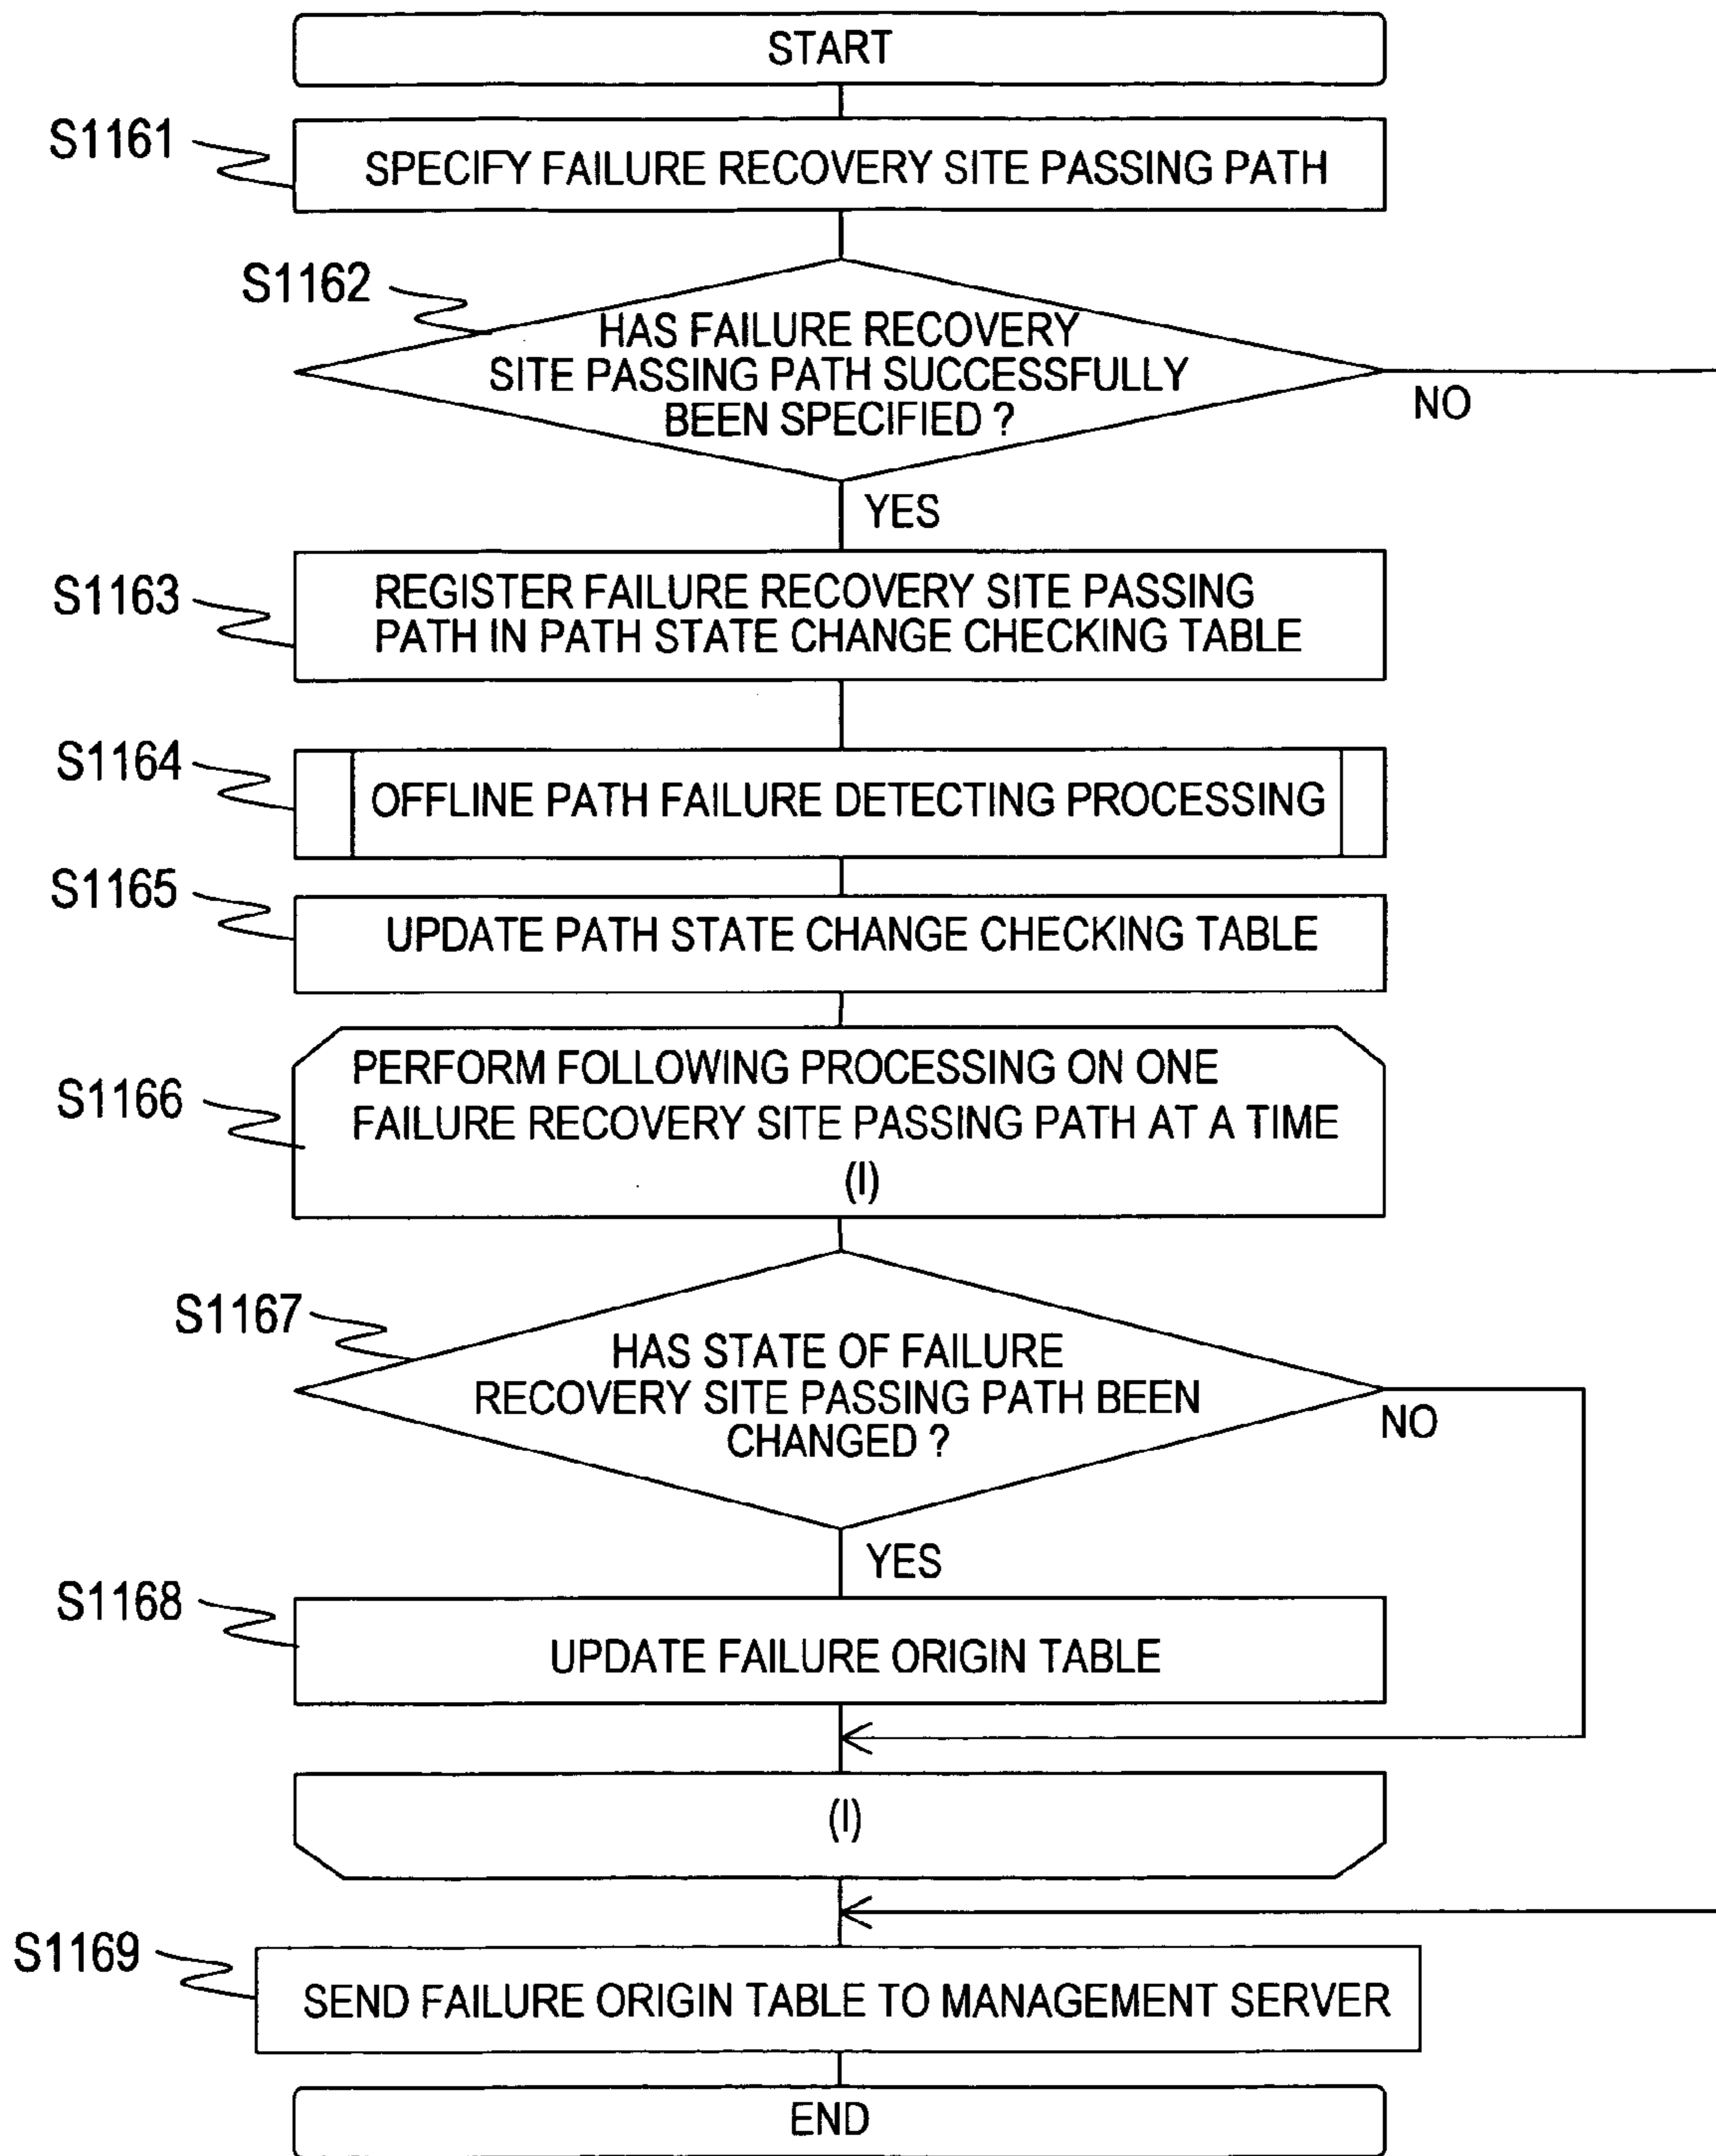 START
S1161
SPECIFY FAILURE RECOVERY SITE PASSING PATH
S1162
HAS FAILURE RECOVERY
SITE PASSING PATH SUCCESSFULLY
BEEN SPECIFIED ?
NO
YES
S1163
REGISTER FAILURE RECOVERY SITE PASSING
PATH IN PATH STATE CHANGE CHECKING TABLE
S1164
OFFLINE PATH FAILURE DETECTING PROCESSING
S1165
UPDATE PATH STATE CHANGE CHECKING TABLE
S1166
PERFORM FOLLOWING PROCESSING ON ONE
FAILURE RECOVERY SITE PASSING PATH AT A TIME
(I)
S1167
HAS STATE OF FAILURE
RECOVERY SITE PASSING PATH BEEN
CHANGED ?
NO
YES
S1168
UPDATE FAILURE ORIGIN TABLE
(I)
S1169
SEND FAILURE ORIGIN TABLE TO MANAGEMENT SERVER
END